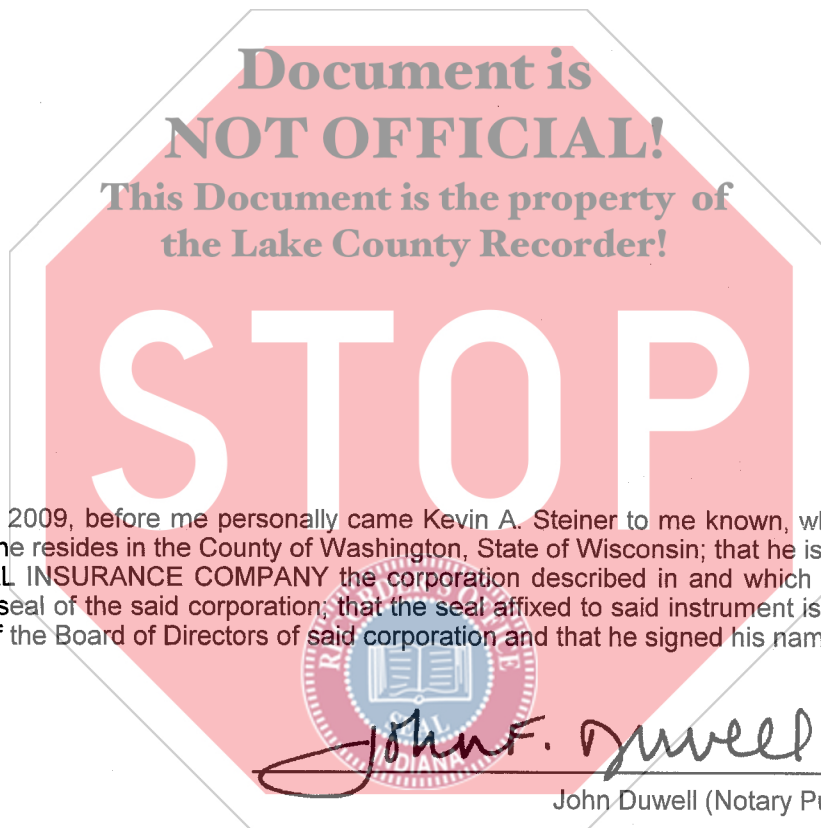 Document is
NOT OFFICIAL!
This Document is the property of
the Lake County Recorder!
STOP
2009, before me personally came Kevin A. Steiner to me known, wh
he resides in the County of Washington, State of Wisconsin; that he is
L INSURANCE COMPANY the corporation described in and which
seal of the said corporation; that the seal affixed to said instrument is
f the Board of Directors of said corporation and that he signed his nam
RECORDER'S OFFICE
SEAL
INDIANA
John F. Duwell
John Duwell (Notary Pu